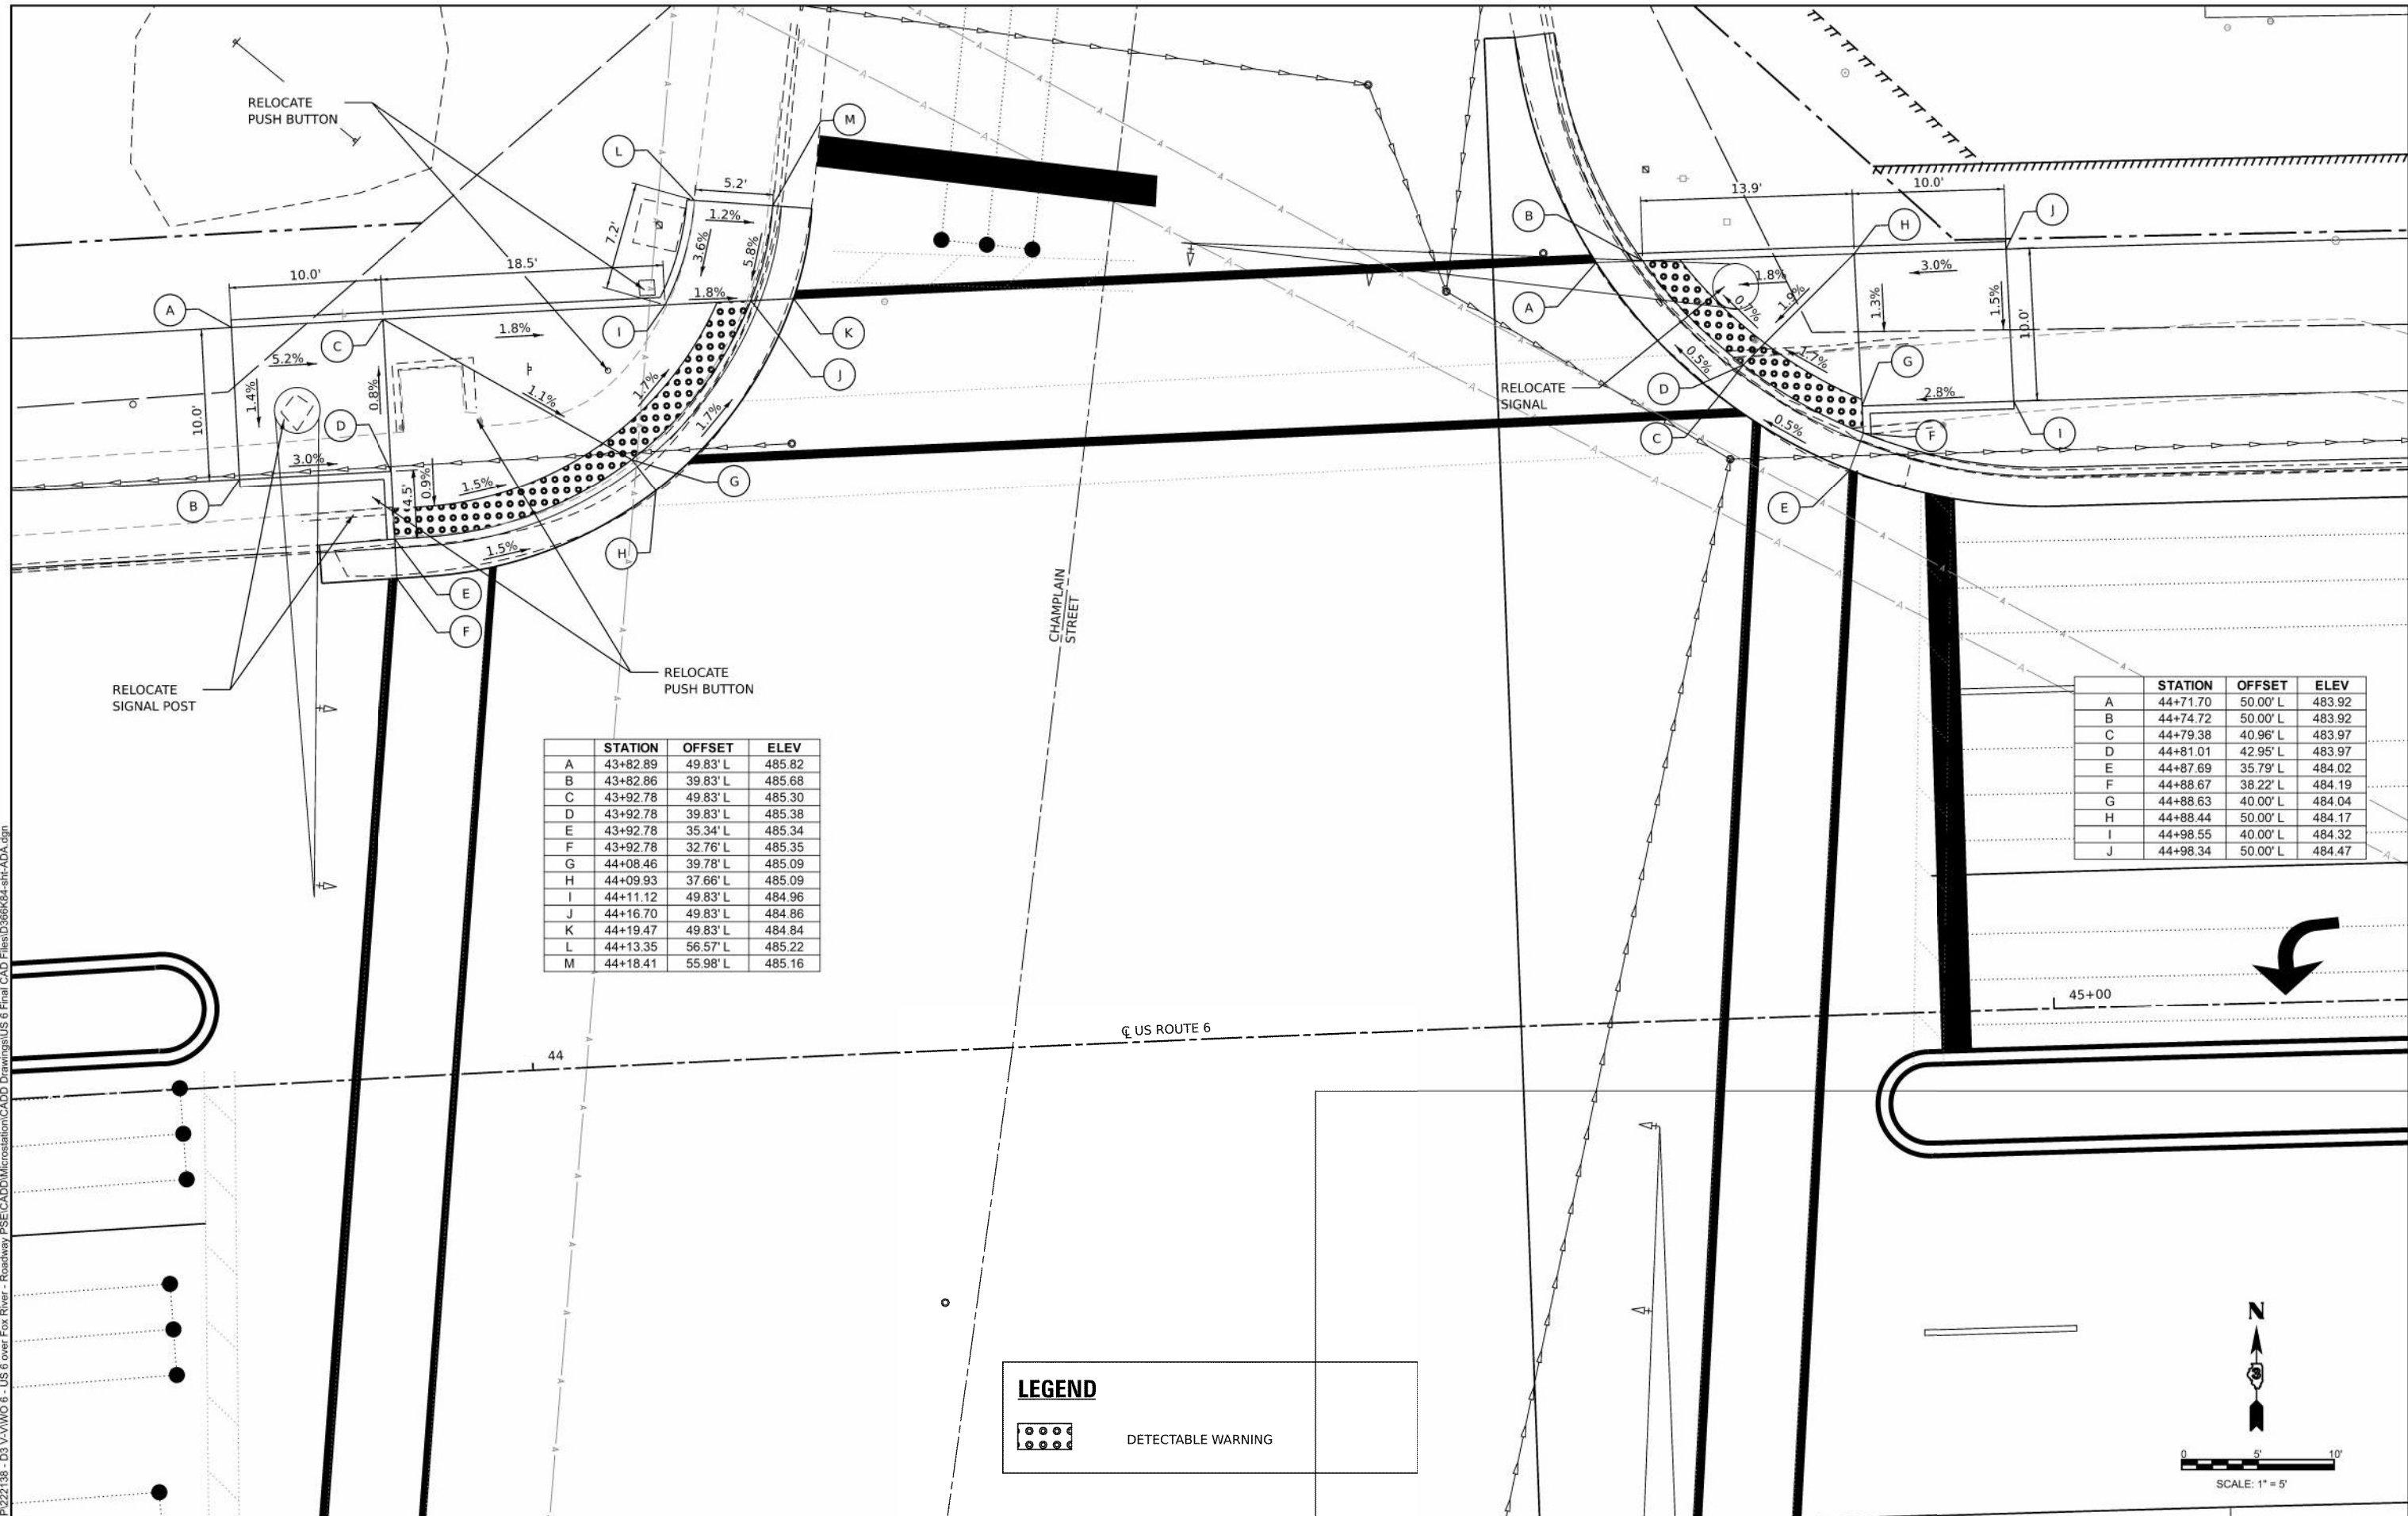 RELOCATE
PUSH BUTTON
L
M
5.2'
1.2%
7.2'
3.6%
5.8%
18.5'
10.0'
A
1.8%
I
K
C
1.8%
5.2%
J
1.4%
0.8%
1.1%
1.7%
10.0'
D
1.7%
3.0%
0.9%
4.5'
1.5%
G
B
1.5%
H
E
F
RELOCATE
SIGNAL POST
RELOCATE
PUSH BUTTON
13.9'
10.0'
B
H
J
A
1.8%
3.0%
0.7%
1.9%
1.3%
1.5%
10.0'
0.5%
1.7%
G
RELOCATE
SIGNAL
D
2.8%
C
0.5%
F
I
E
CHAMPLAIN
STREET
STATION OFFSET ELEV
A 43+82.89 49.83' L 485.82
B 43+82.86 39.83' L 485.68
C 43+92.78 49.83' L 485.30
D 43+92.78 39.83' L 485.38
E 43+92.78 35.34' L 485.34
F 43+92.78 32.76' L 485.35
G 44+08.46 39.78' L 485.09
H 44+09.93 37.66' L 485.09
I 44+11.12 49.83' L 484.96
J 44+16.70 49.83' L 484.86
K 44+19.47 49.83' L 484.84
L 44+13.35 56.57' L 485.22
M 44+18.41 55.98' L 485.16
STATION OFFSET ELEV
A 44+71.70 50.00' L 483.92
B 44+74.72 50.00' L 483.92
C 44+79.38 40.96' L 483.97
D 44+81.01 42.95' L 483.97
E 44+87.69 35.79' L 484.02
F 44+88.67 38.22' L 484.19
G 44+88.63 40.00' L 484.04
H 44+88.44 50.00' L 484.17
I 44+98.55 40.00' L 484.32
J 44+98.34 50.00' L 484.47
44
℄ US ROUTE 6
45+00
LEGEND
DETECTABLE WARNING
N
3
0 5' 10'
SCALE: 1" = 5'